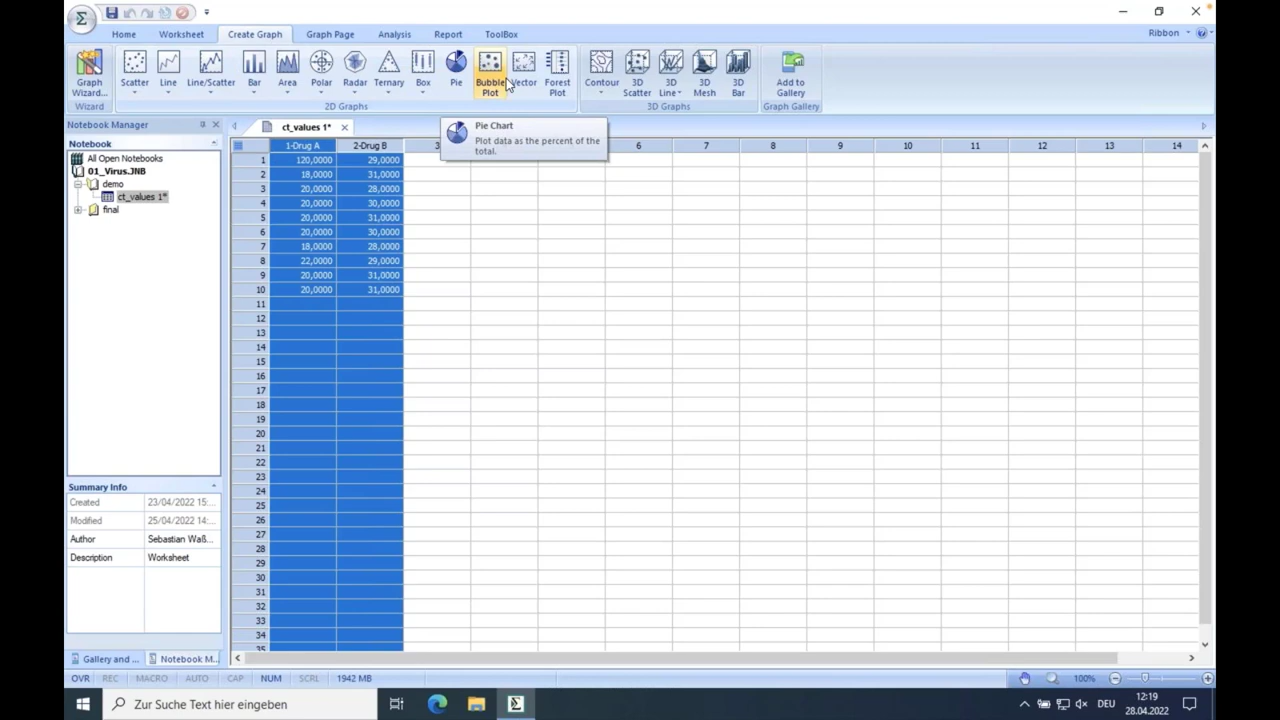 Home Worksheet Create Graph Graph Page Analysis Report ToolBox Ribbon
Graph Wizard... Scatter Line Line/Scatter Bar Area Polar Radar Ternary Box Pie Bubble Plot Vector Forest Plot Contour 3D Scatter 3D Line 3D Mesh 3D Bar Add to Gallery
Wizard 2D Graphs 3D Graphs Graph Gallery
Notebook Manager
ct_values 1*
Pie Chart
Plot data as the percent of the
total.
Notebook
All Open Notebooks
01_Virus.JNB
demo
ct_values 1*
final
1-Drug A 2-Drug B 3 6 7 8 9 10 11 12 13 14
1 120,0000 29,0000
2 18,0000 31,0000
3 20,0000 28,0000
4 20,0000 30,0000
5 20,0000 31,0000
6 20,0000 30,0000
7 18,0000 28,0000
8 22,0000 29,0000
9 20,0000 31,0000
10 20,0000 31,0000
11
12
13
14
15
16
17
18
19
20
21
22
23
24
25
26
27
28
29
30
31
32
33
34
35
Summary Info
Created 23/04/2022 15:...
Modified 25/04/2022 14:...
Author Sebastian Waß...
Description Worksheet
Gallery and ... Notebook M...
OVR REC MACRO AUTO CAP NUM SCRL 1942 MB 100%
Zur Suche Text hier eingeben
DEU
12:19
28.04.2022